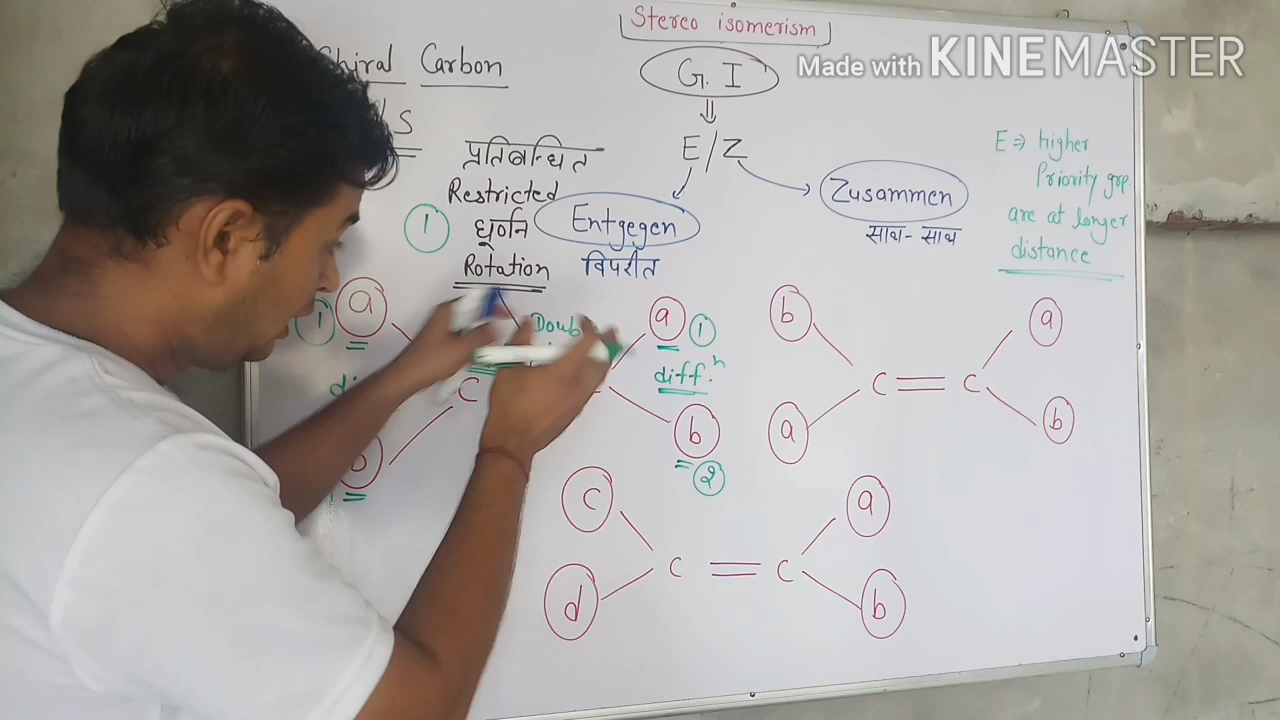 Stereo isomerism
Made with KINEMASTER
Chiral Carbon
S
G.I
⇓
E/Z
Entgegen
विपरीत
Zusammen
साथ-साथ
E ⇒ higher
Priority grp.
are at longer
distance
प्रतिबन्धित
Restricted
1
घूर्णन
Rotation
1 a
a 1
diff.n
C
b
b
2
b a
C = C
a b
c a
C = C
d b